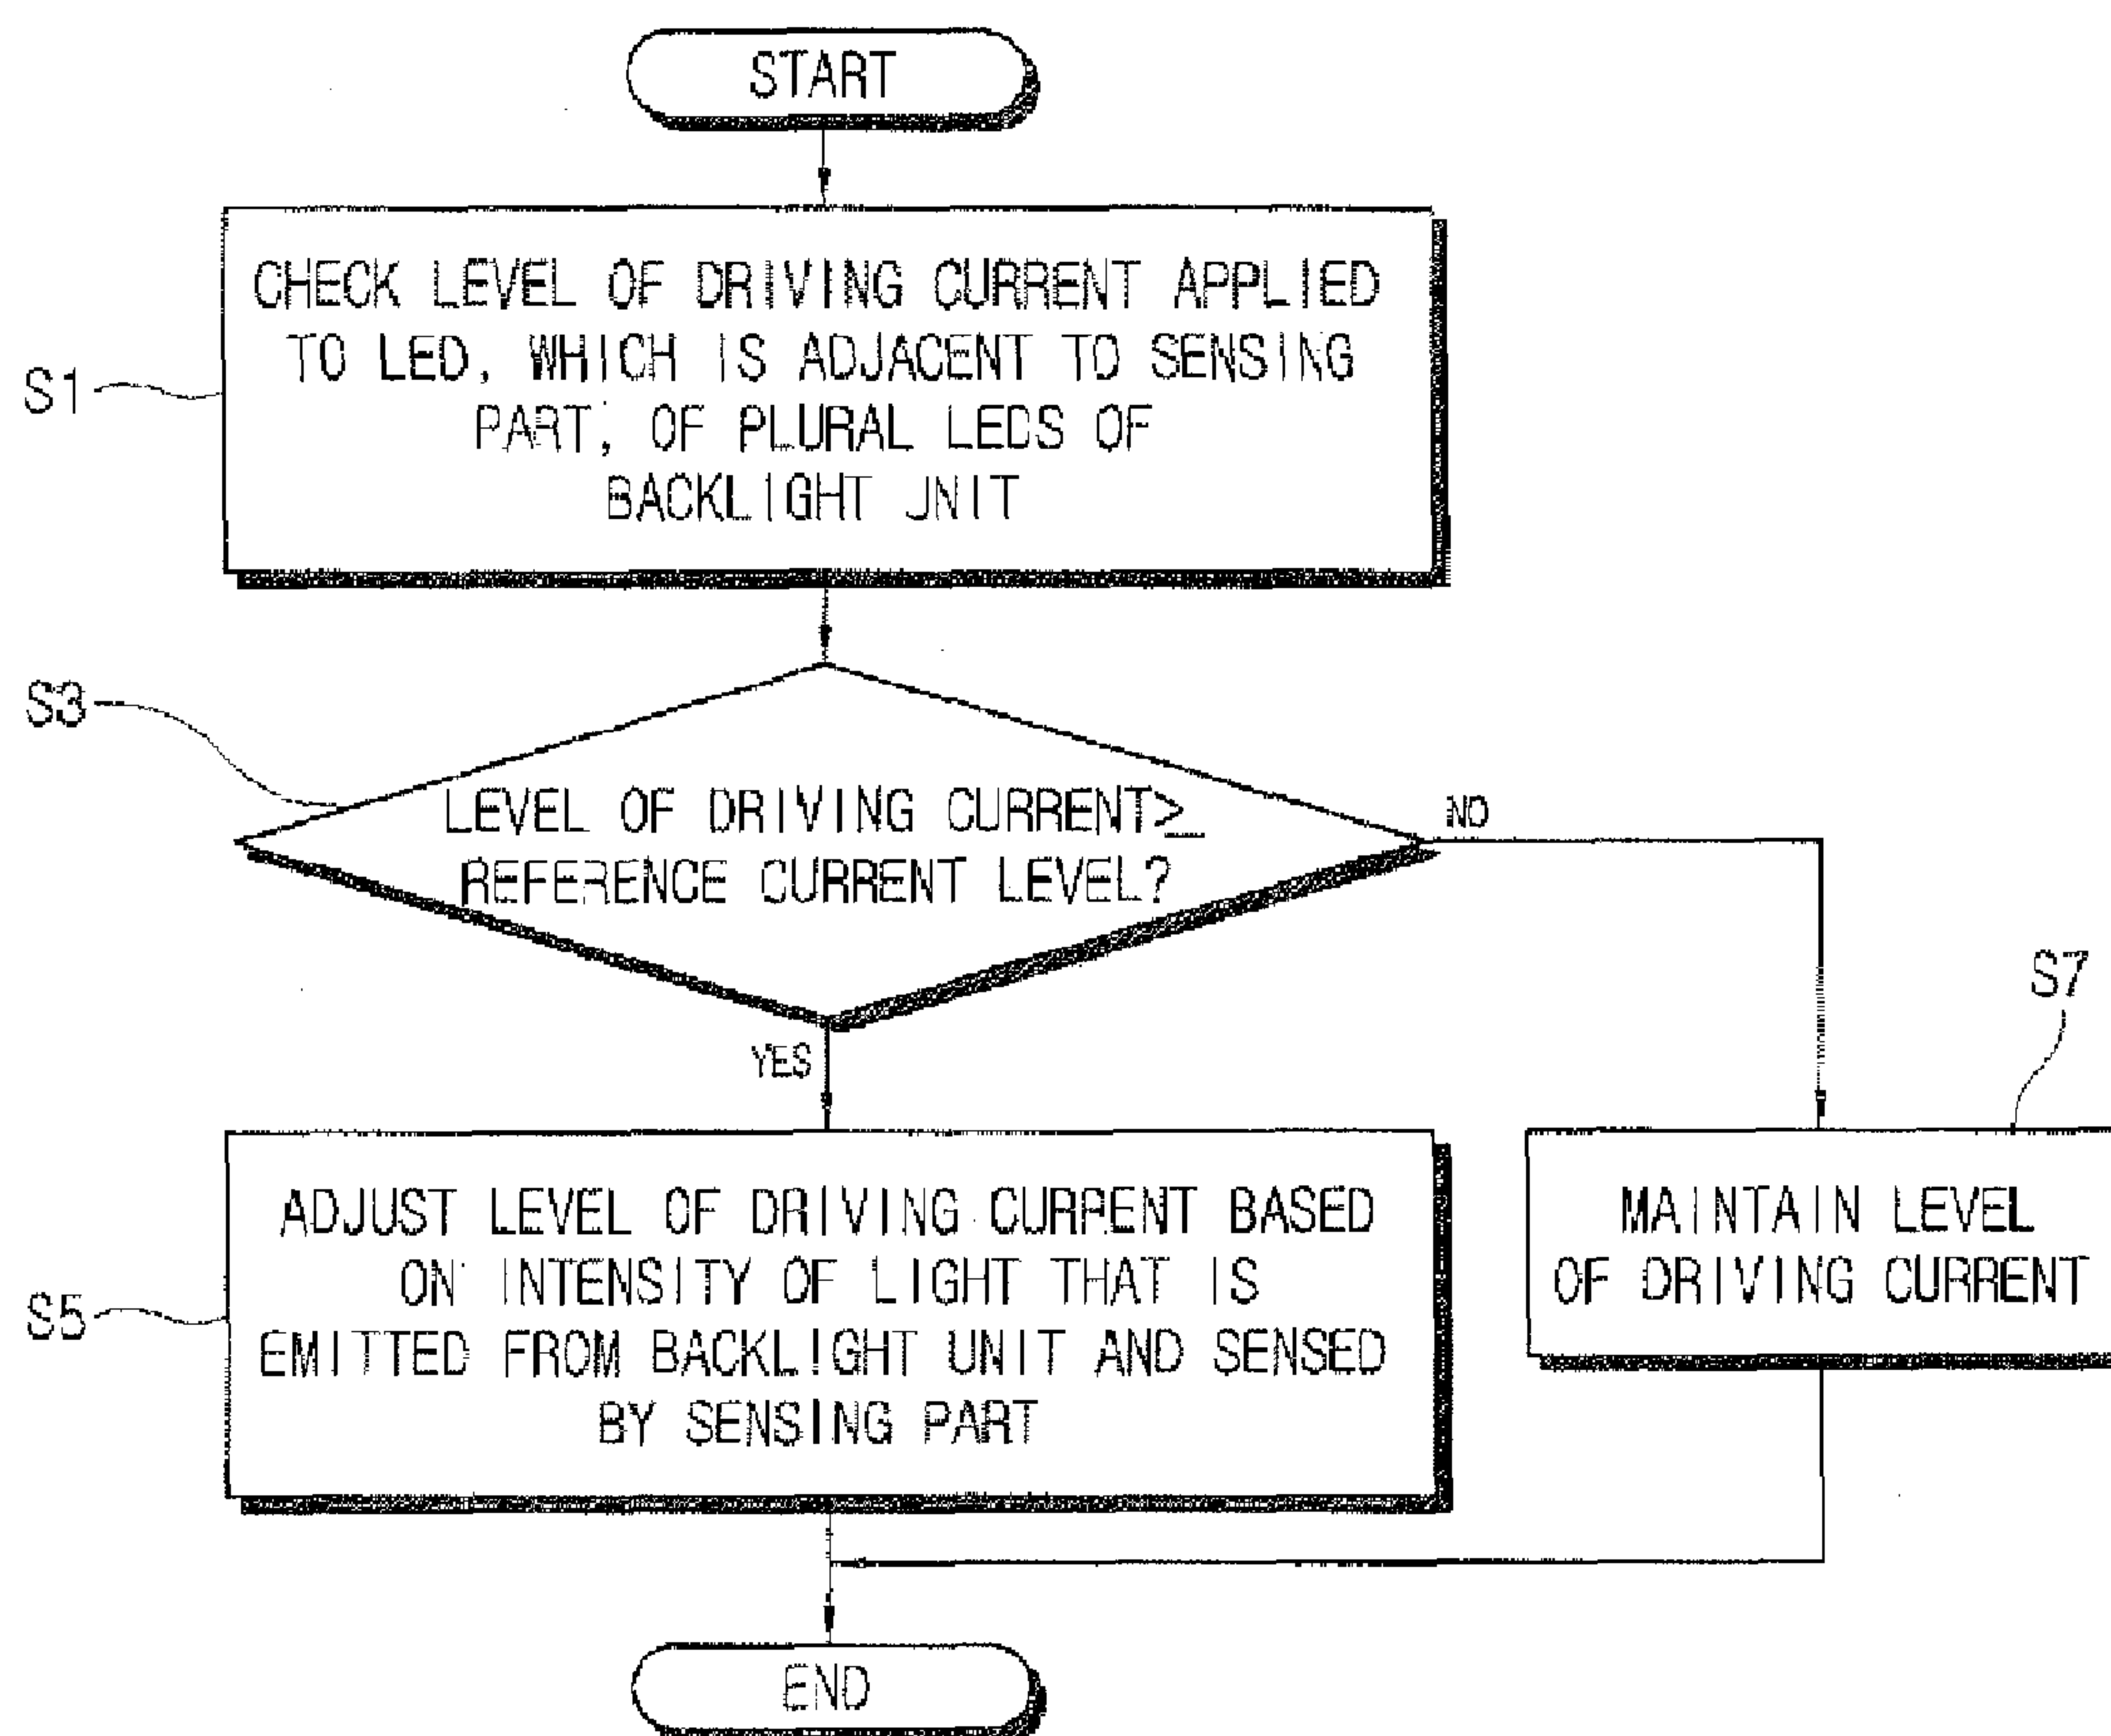 START
S1
CHECK LEVEL OF DRIVING CURRENT APPLIED
TO LED, WHICH IS ADJACENT TO SENSING
PART, OF PLURAL LEDS OF
BACKLIGHT UNIT
S3
LEVEL OF DRIVING CURRENT≥
REFERENCE CURRENT LEVEL?
NO
YES
S5
ADJUST LEVEL OF DRIVING CURRENT BASED
ON INTENSITY OF LIGHT THAT IS
EMITTED FROM BACKLIGHT UNIT AND SENSED
BY SENSING PART
S7
MAINTAIN LEVEL
OF DRIVING CURRENT
END